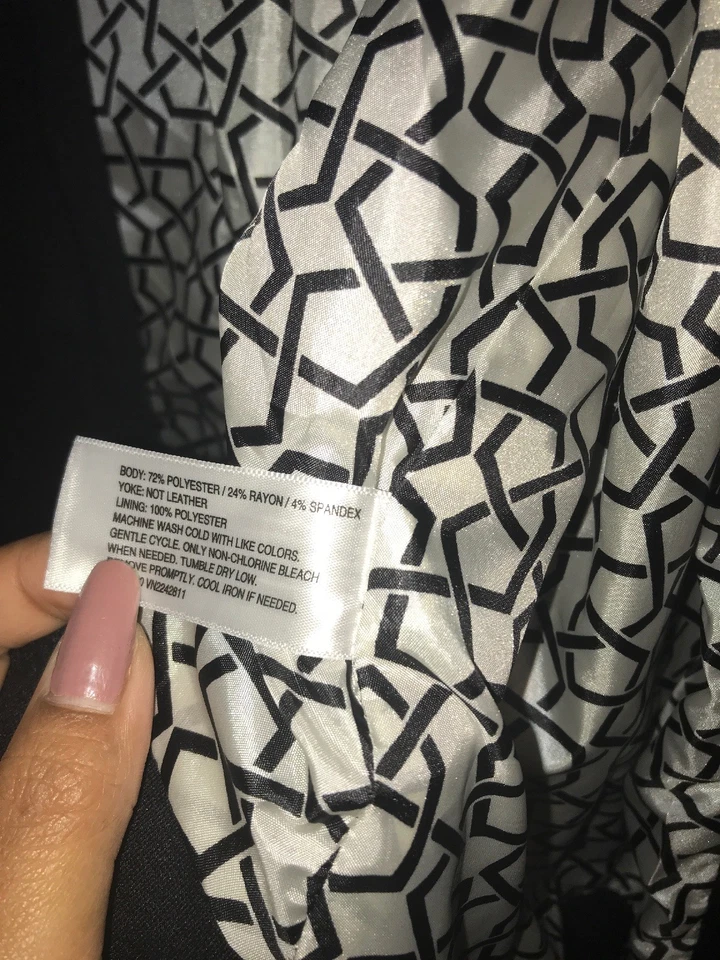 BODY: 72% POLYESTER / 24% RAYON / 4% SPANDEX
YOKE: NOT LEATHER
LINING: 100% POLYESTER
MACHINE WASH COLD WITH LIKE COLORS.
GENTLE CYCLE. ONLY NON-CHLORINE BLEACH
WHEN NEEDED. TUMBLE DRY LOW.
PROMPTLY. COOL IRON IF NEEDED.
VN2242811